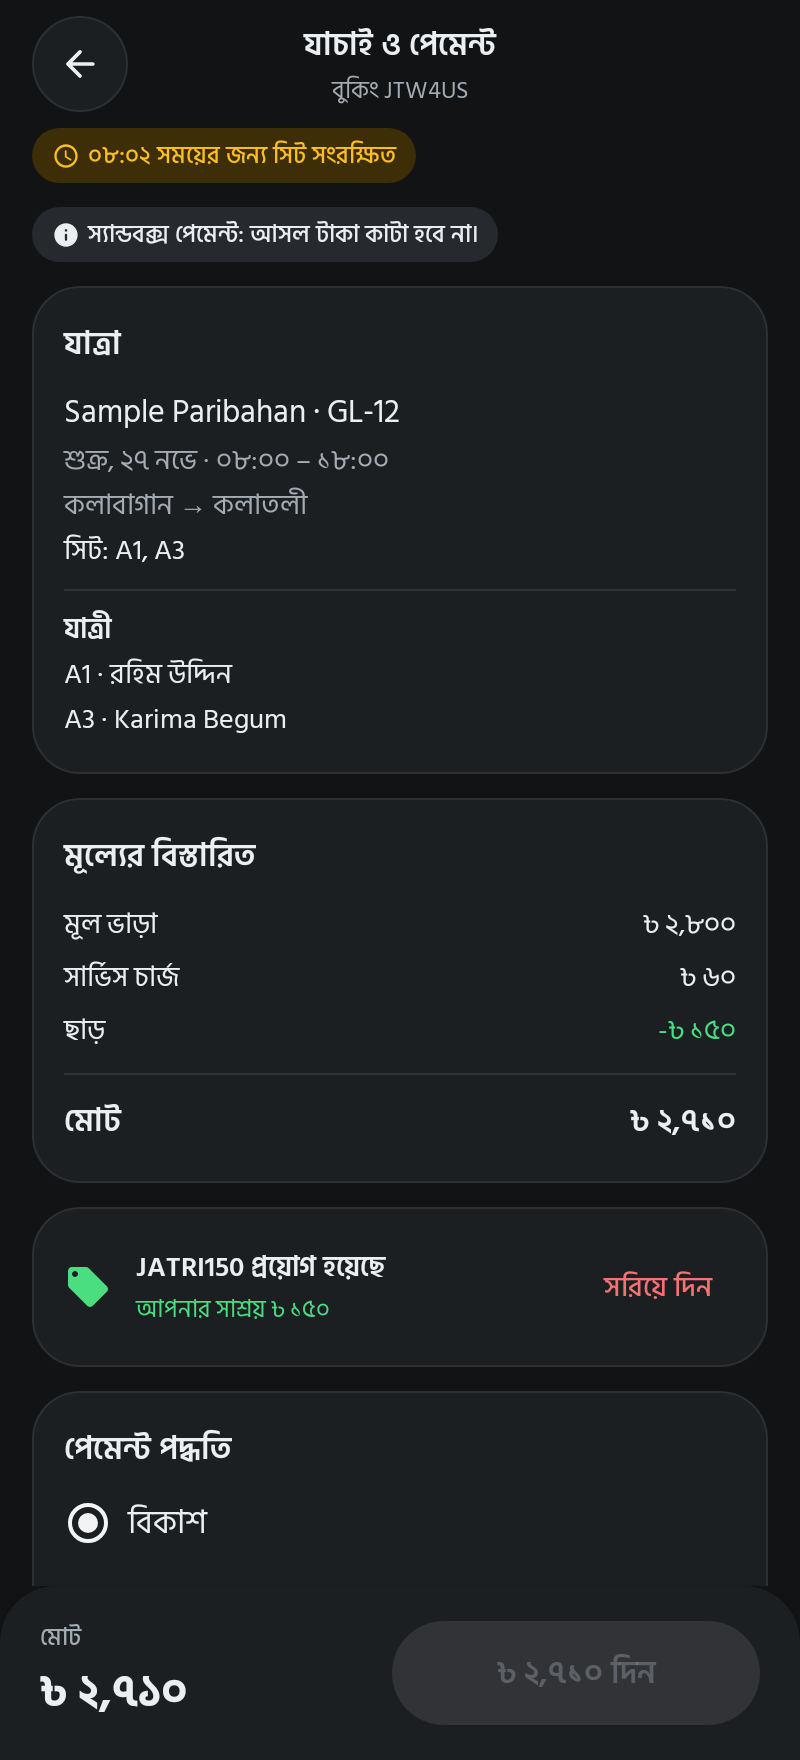 যাচাই ও পেমেন্ট
বুকিং JTW4US
০৮:০২ সময়ের জন্য সিট সংরক্ষিত
স্যান্ডবক্স পেমেন্ট: আসল টাকা কাটা হবে না।
যাত্রা
Sample Paribahan · GL-12
শুক্র, ২৭ নভে · ০৮:০০ – ১৮:০০
কলাবাগান → কলাতলী
সিট: A1, A3
যাত্রী
A1 · রহিম উদ্দিন
A3 · Karima Begum
মূল্যের বিস্তারিত
মূল ভাড়া ৳ ২,৮০০
সার্ভিস চার্জ ৳ ৬০
ছাড় -৳ ১৫০
মোট ৳ ২,৭১০
JATRI150 প্রয়োগ হয়েছে
আপনার সাশ্রয় ৳ ১৫০
সরিয়ে দিন
পেমেন্ট পদ্ধতি
বিকাশ
মোট
৳ ২,৭১০
৳ ২,৭১০ দিন